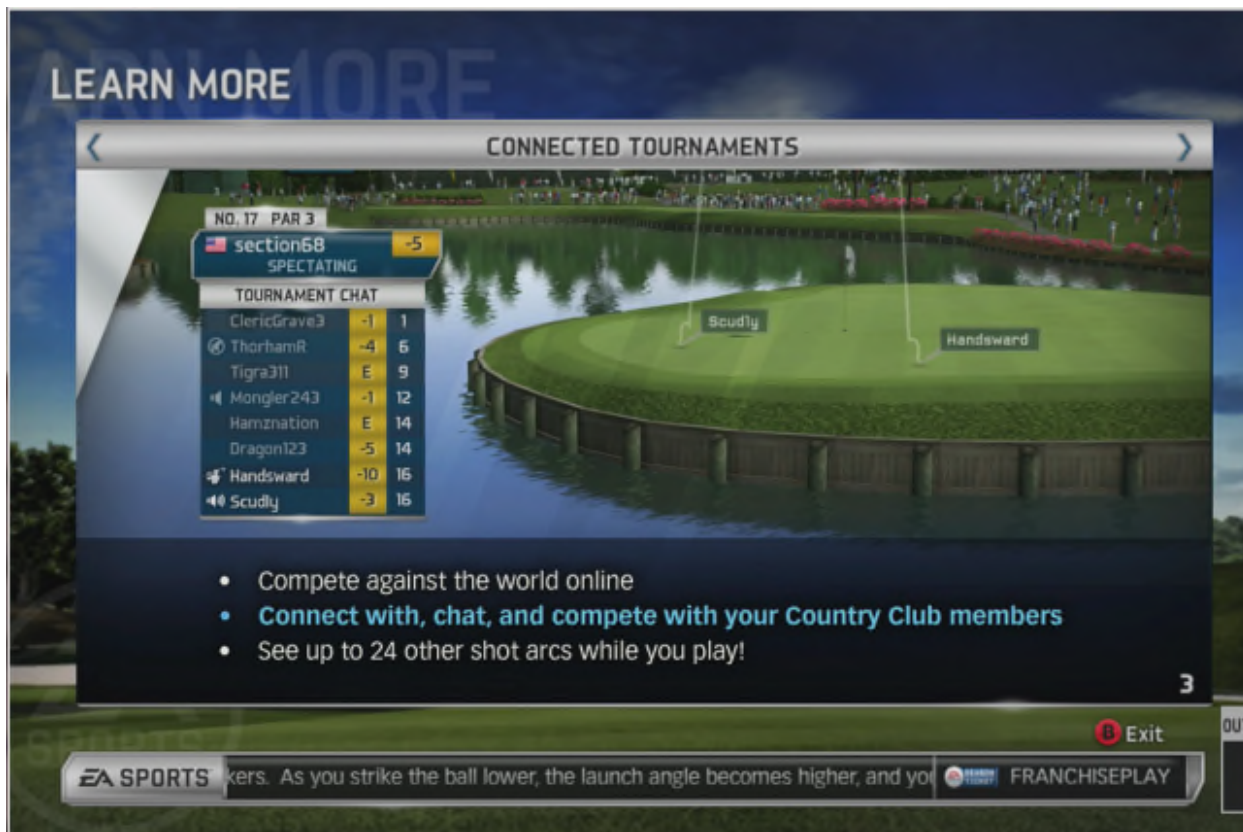 LEARN MORE
CONNECTED TOURNAMENTS
NO. 17 PAR 3
section68 -5
SPECTATING
TOURNAMENT CHAT
ClericGrave3 -1 1
ThorhamR -4 6
Tigra311 E 9
Mongler243 -1 12
Hamznation E 14
Dragon123 -5 14
Handsward -10 16
Scudly -3 16
Scudly
Handsward
• Compete against the world online
• Connect with, chat, and compete with your Country Club members
• See up to 24 other shot arcs while you play!
3
B Exit
OU
EA SPORTS kers. As you strike the ball lower, the launch angle becomes higher, and you SEASON TICKET FRANCHISEPLAY